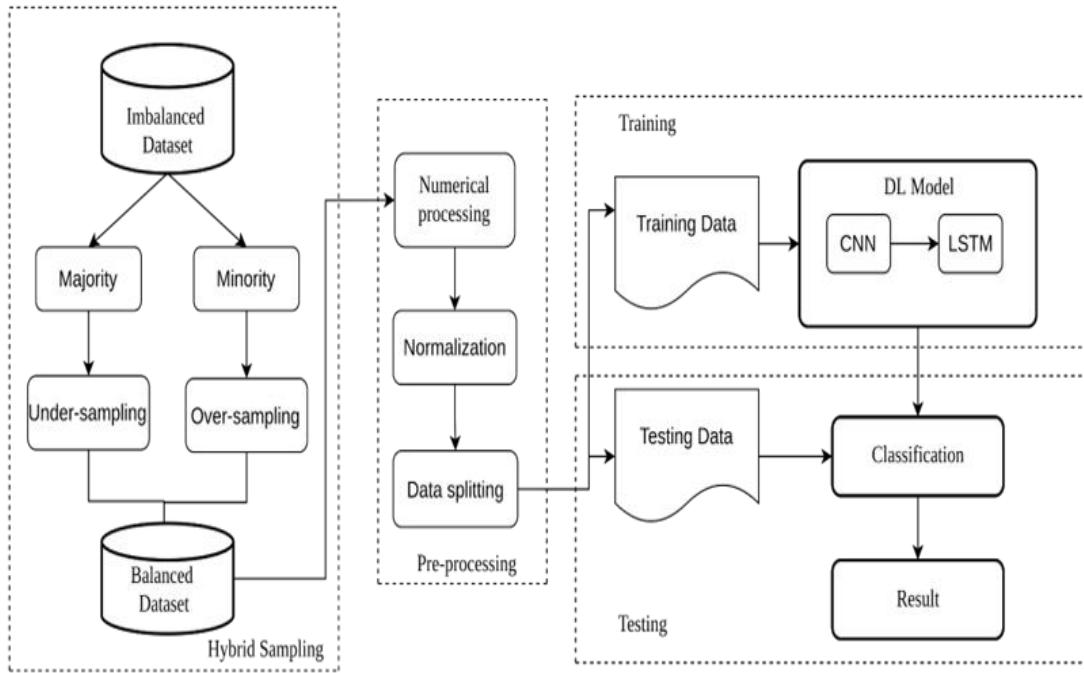 Imbalanced
Dataset
Majority
Minority
Under-sampling
Over-sampling
Balanced
Dataset
Hybrid Sampling
Numerical
processing
Normalization
Data splitting
Pre-processing
Training
Training Data
DL Model
CNN
LSTM
Testing Data
Classification
Result
Testing